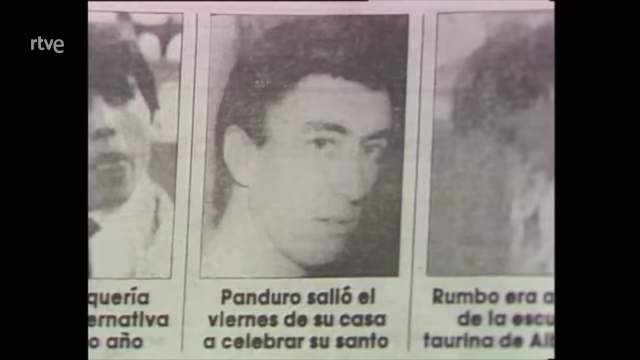 rtve
quería
ernativa
o año
Panduro salió el
viernes de su casa
a celebrar su santo
Rumbo era a
de la escu
taurina de Alb